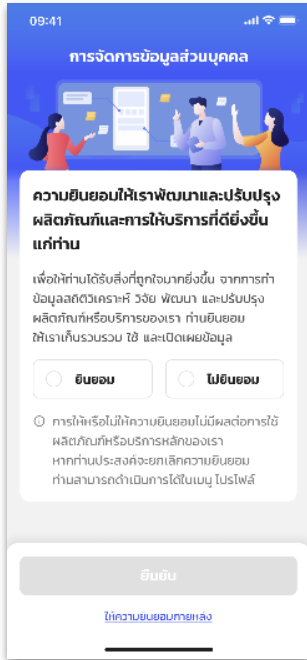 09:41
การจัดการข้อมูลส่วนบุคคล
ความยินยอมให้เราพัฒนาและปรับปรุง
ผลิตภัณฑ์และการให้บริการที่ดียิ่งขึ้น
แก่ท่าน
เพื่อให้ท่านได้รับสิ่งที่ถูกใจมากยิ่งขึ้น จากการทำ
ข้อมูลสถิติวิเคราะห์ วิจัย พัฒนา และปรับปรุง
ผลิตภัณฑ์หรือบริการของเรา ท่านยินยอม
ให้เราเก็บรวบรวม ใช้ และเปิดเผยข้อมูล
ยินยอม
ไม่ยินยอม
การให้หรือไม่ให้ความยินยอมไม่มีผลต่อการใช้
ผลิตภัณฑ์หรือบริการหลักของเรา
หากท่านประสงค์จะยกเลิกความยินยอม
ท่านสามารถดำเนินการได้ในเมนู โปรไฟล์
ยืนยัน
ให้ความยินยอมภายหลัง